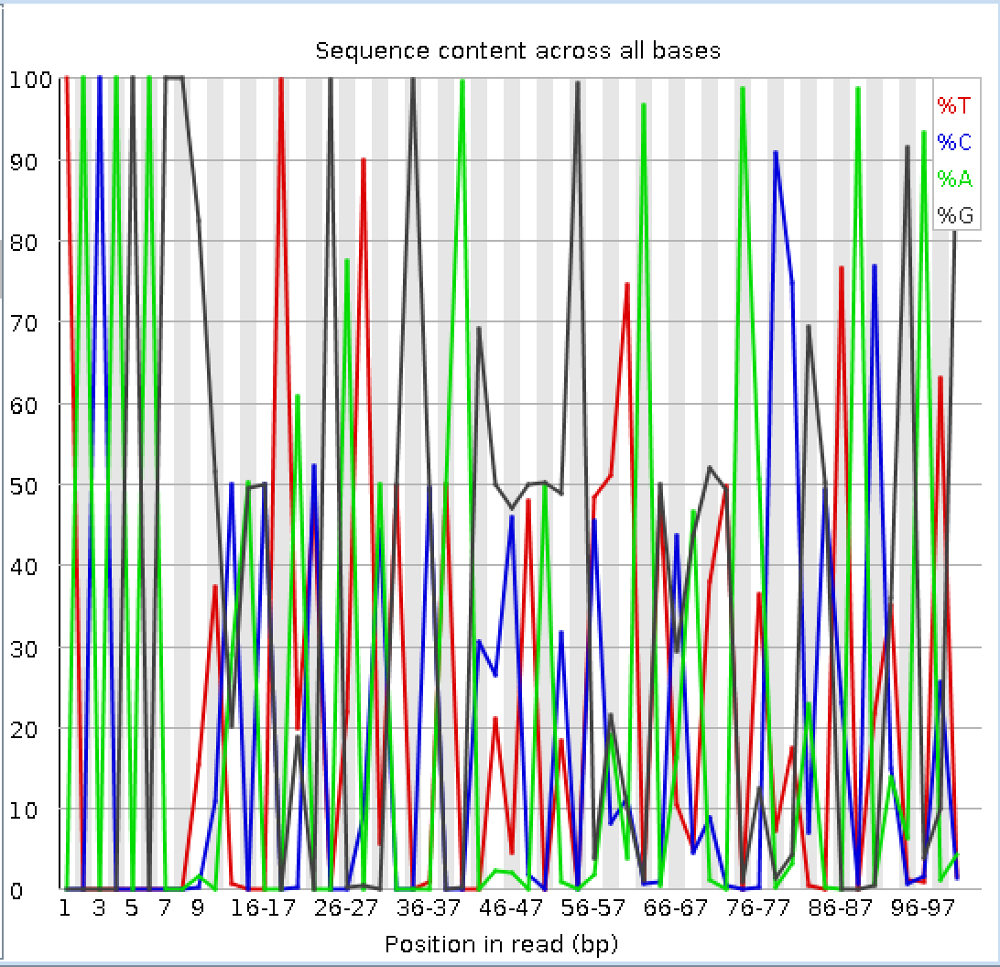 Sequence content across all bases
100
%T
%C
90
%A
%G
80
70
60
50
40
30
20
10
0
1 3 5 7 9 16-17 26-27 36-37 46-47 56-57 66-67 76-77 86-87 96-97
Position in read (bp)